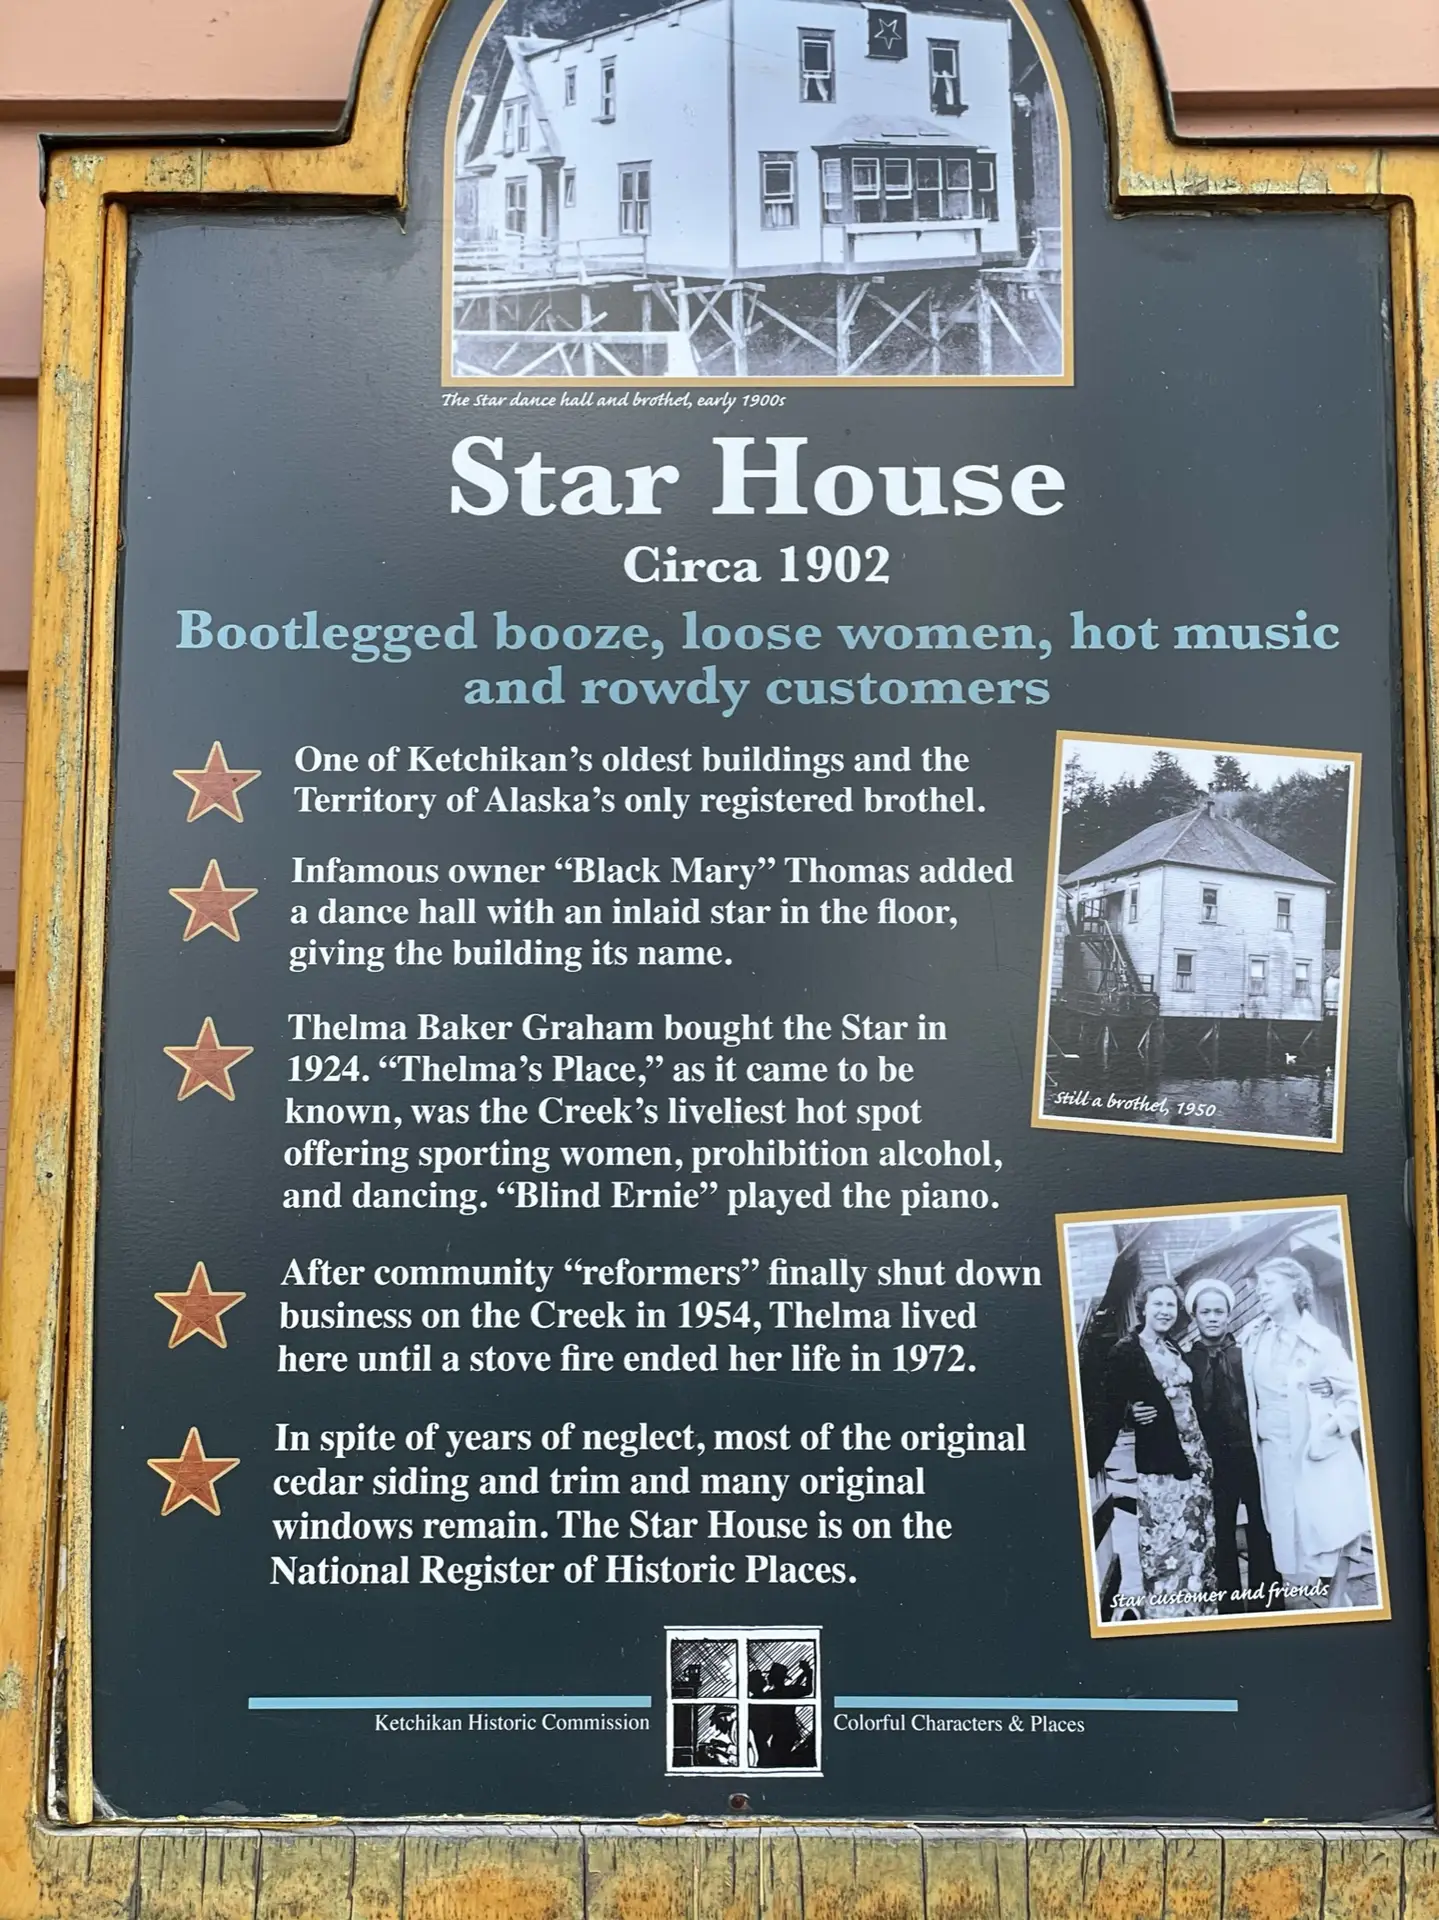 The Star dance hall and brothel, early 1900s
Star House
Circa 1902
Bootlegged booze, loose women, hot music
and rowdy customers
One of Ketchikan’s oldest buildings and the
Territory of Alaska’s only registered brothel.
Infamous owner “Black Mary” Thomas added
a dance hall with an inlaid star in the floor,
giving the building its name.
Thelma Baker Graham bought the Star in
1924. “Thelma’s Place,” as it came to be
known, was the Creek’s liveliest hot spot
offering sporting women, prohibition alcohol,
and dancing. “Blind Ernie” played the piano.
Still a brothel, 1950
After community “reformers” finally shut down
business on the Creek in 1954, Thelma lived
here until a stove fire ended her life in 1972.
In spite of years of neglect, most of the original
cedar siding and trim and many original
windows remain. The Star House is on the
National Register of Historic Places.
Star customer and friends
Ketchikan Historic Commission
Colorful Characters & Places